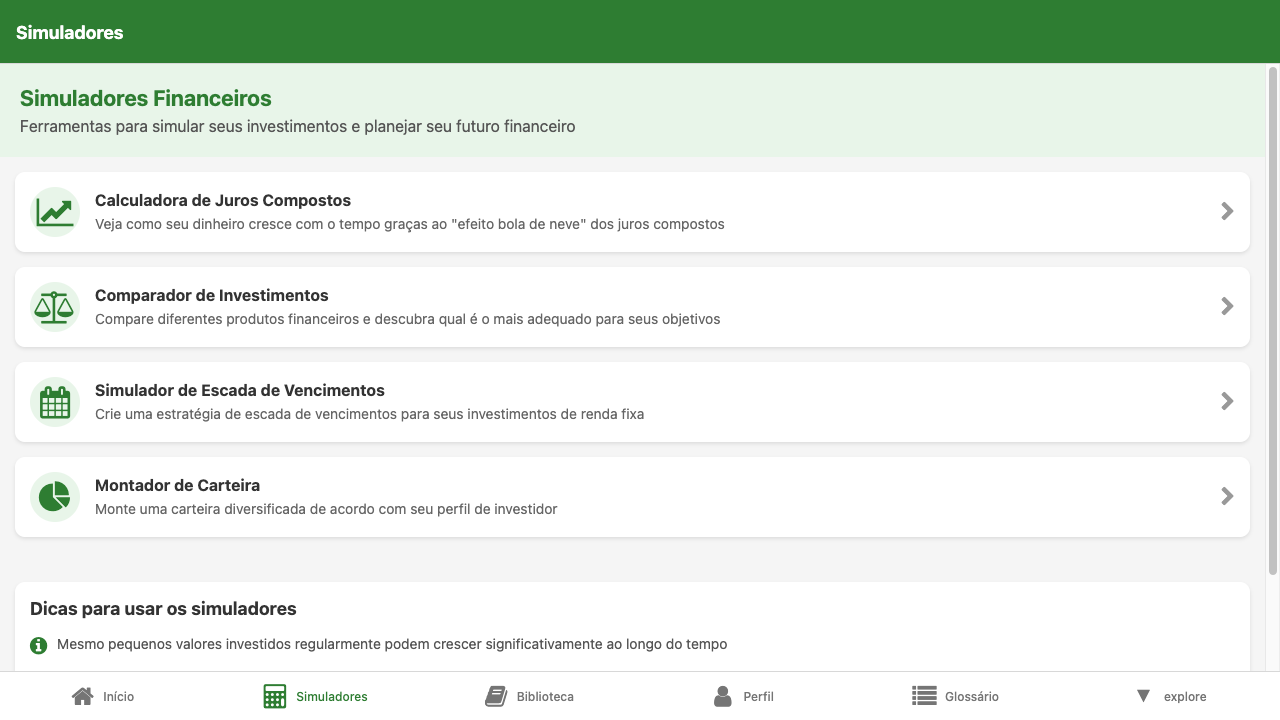 Simuladores
Simuladores Financeiros
Ferramentas para simular seus investimentos e planejar seu futuro financeiro
Calculadora de Juros Compostos
Veja como seu dinheiro cresce com o tempo graças ao "efeito bola de neve" dos juros compostos
Comparador de Investimentos
Compare diferentes produtos financeiros e descubra qual é o mais adequado para seus objetivos
Simulador de Escada de Vencimentos
Crie uma estratégia de escada de vencimentos para seus investimentos de renda fixa
Montador de Carteira
Monte uma carteira diversificada de acordo com seu perfil de investidor
Dicas para usar os simuladores
Mesmo pequenos valores investidos regularmente podem crescer significativamente ao longo do tempo
Início
Simuladores
Biblioteca
Perfil
Glossário
explore